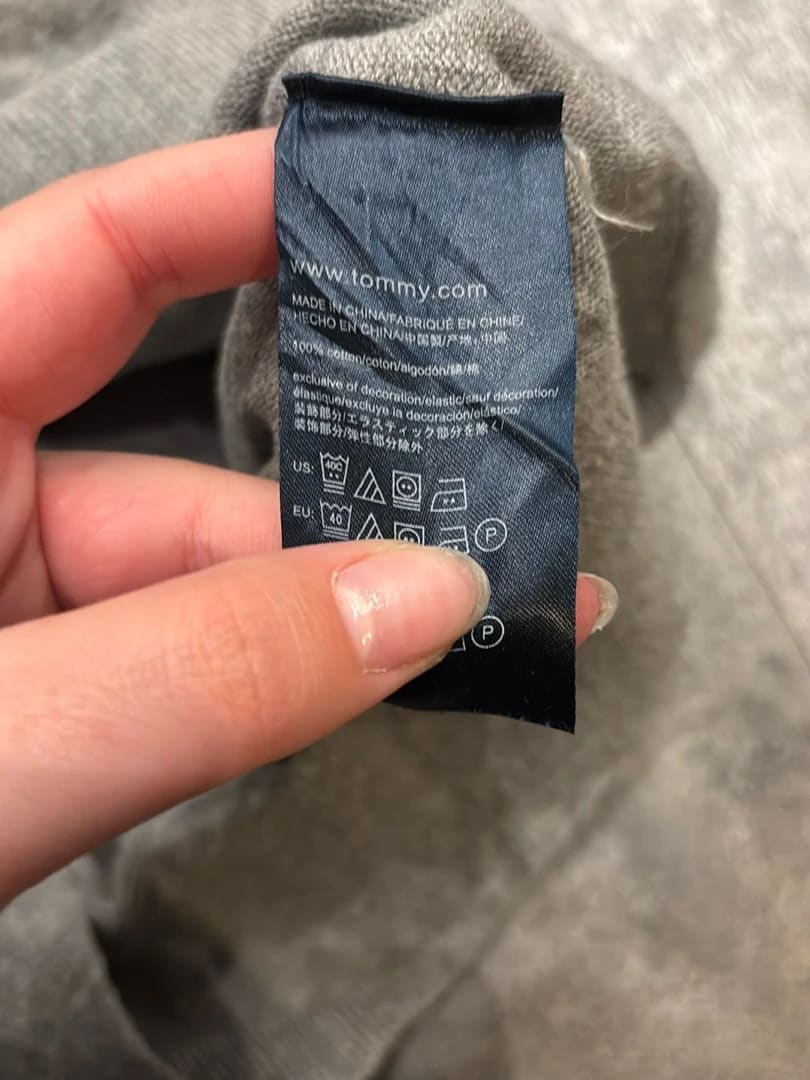 www.tommy.com
MADE IN CHINA/FABRIQUÉ EN CHINE/
HECHO EN CHINA/中国製/产地:中国
100% cotton/coton/algodón/綿/棉
exclusive of decoration/elastic/sauf décoration/
élastique/excluye la decoración/elástico/
装飾部分/エラスティック部分を除く/
装饰部分/弹性部分除外
US: 40C
EU: 40 P
P